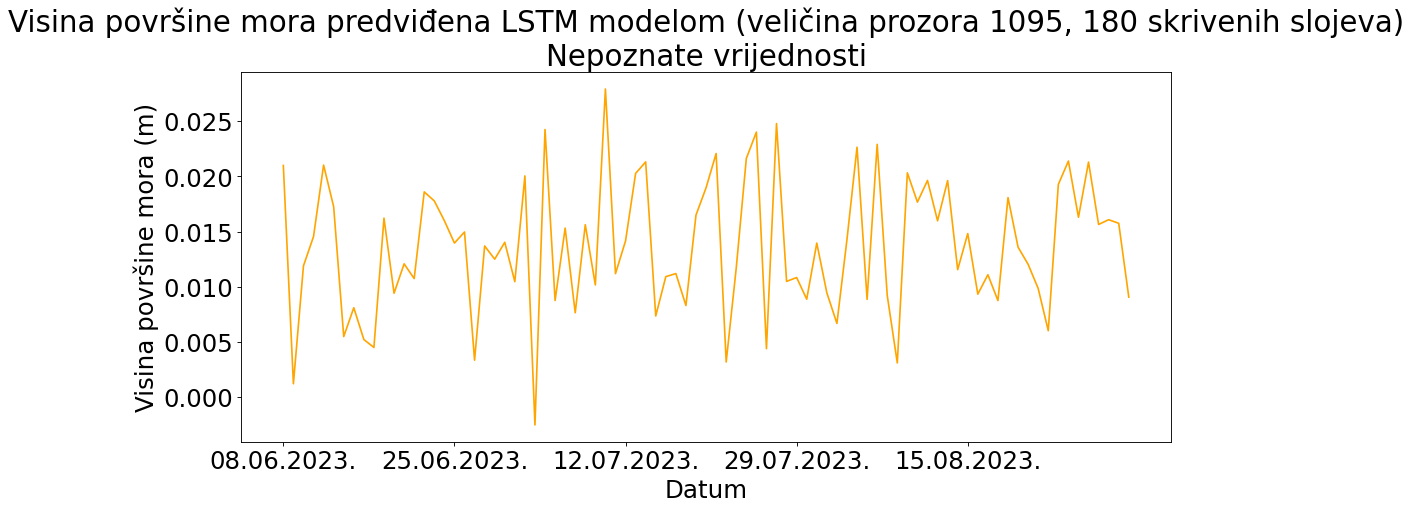 Visina površine mora predviđena LSTM modelom (veličina prozora 1095, 180 skrivenih slojeva)
Nepoznate vrijednosti
Visina površine mora (m)
0.025
0.020
0.015
0.010
0.005
0.000
08.06.2023. 25.06.2023. 12.07.2023. 29.07.2023. 15.08.2023.
Datum